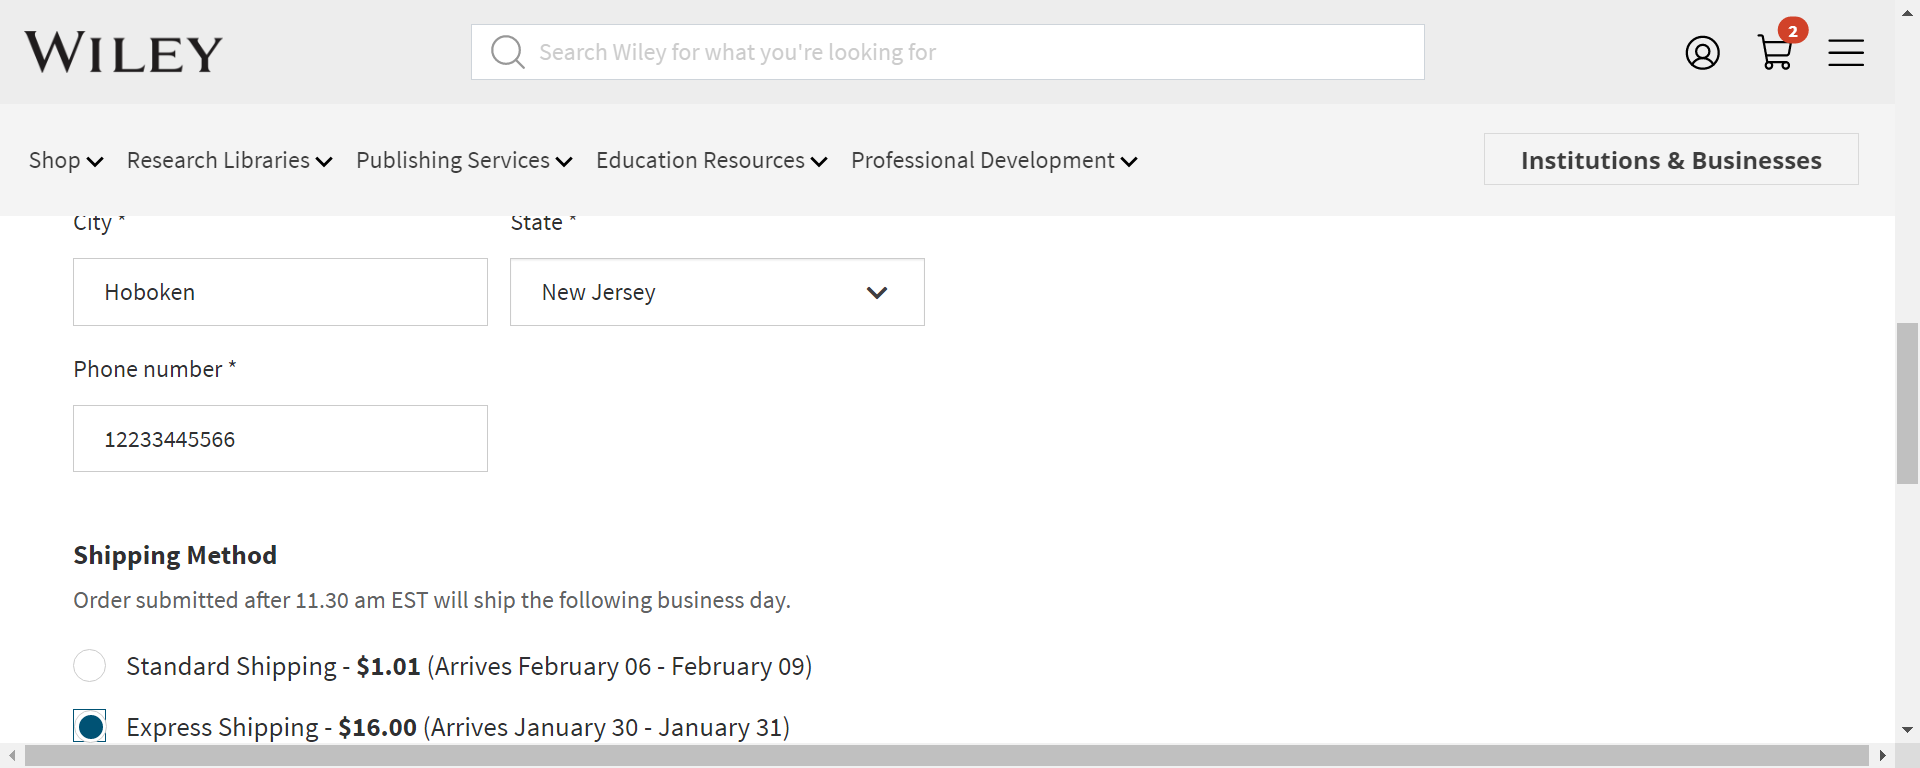 WILEY
Search Wiley for what you're looking for
2
Shop Research Libraries Publishing Services Education Resources Professional Development
Institutions & Businesses
City * State *
Hoboken New Jersey
Phone number *
12233445566
Shipping Method
Order submitted after 11.30 am EST will ship the following business day.
Standard Shipping - $1.01 (Arrives February 06 - February 09)
Express Shipping - $16.00 (Arrives January 30 - January 31)